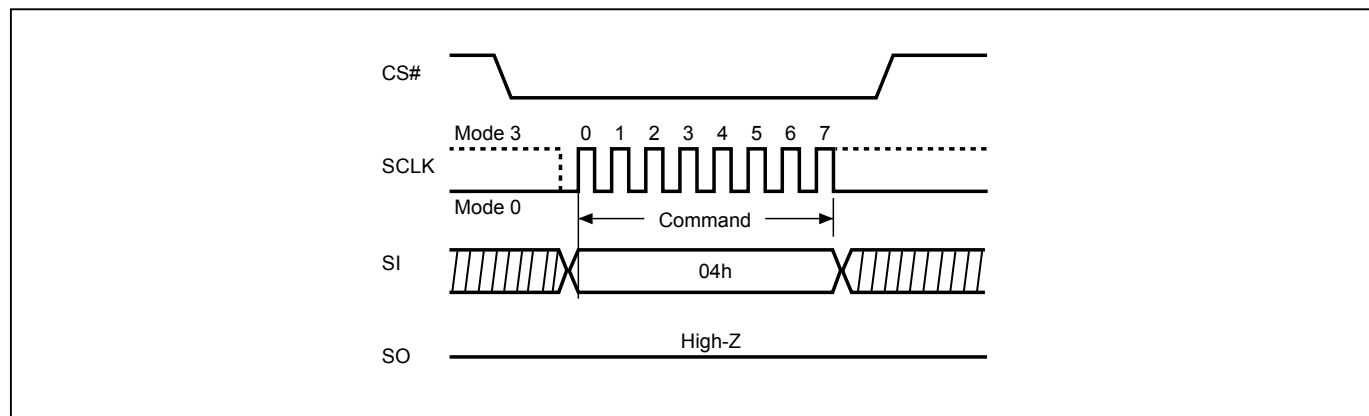 CS#
Mode 3 0 1 2 3 4 5 6 7
SCLK
Mode 0
Command
SI
04h
High-Z
SO